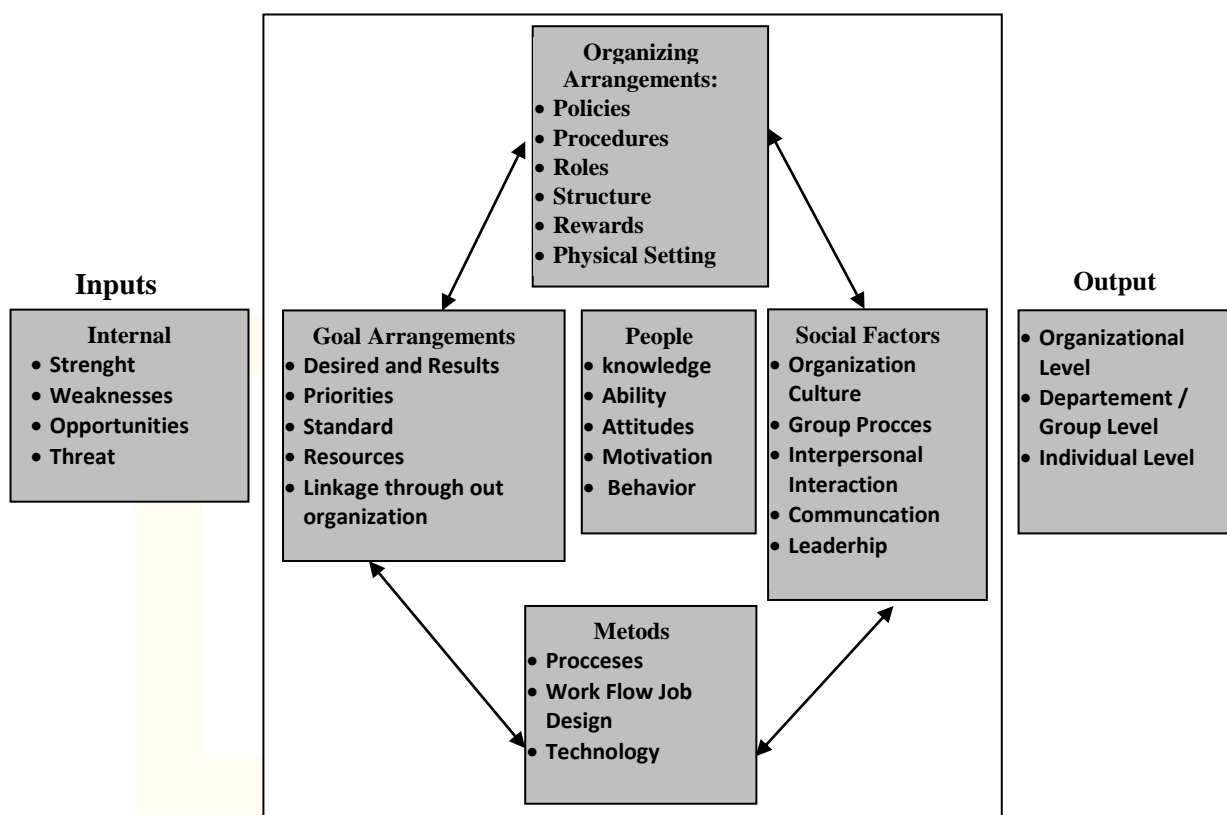 Organizing
Arrangements:
• Policies
• Procedures
• Roles
• Structure
• Rewards
• Physical Setting
Inputs
Internal
• Strenght
• Weaknesses
• Opportunities
• Threat
Goal Arrangements
• Desired and Results
• Priorities
• Standard
• Resources
• Linkage through out
organization
People
• knowledge
• Ability
• Attitudes
• Motivation
• Behavior
Social Factors
• Organization
Culture
• Group Procces
• Interpersonal
Interaction
• Communcation
• Leaderhip
Output
• Organizational
Level
• Departement /
Group Level
• Individual Level
Metods
• Procceses
• Work Flow Job
Design
• Technology